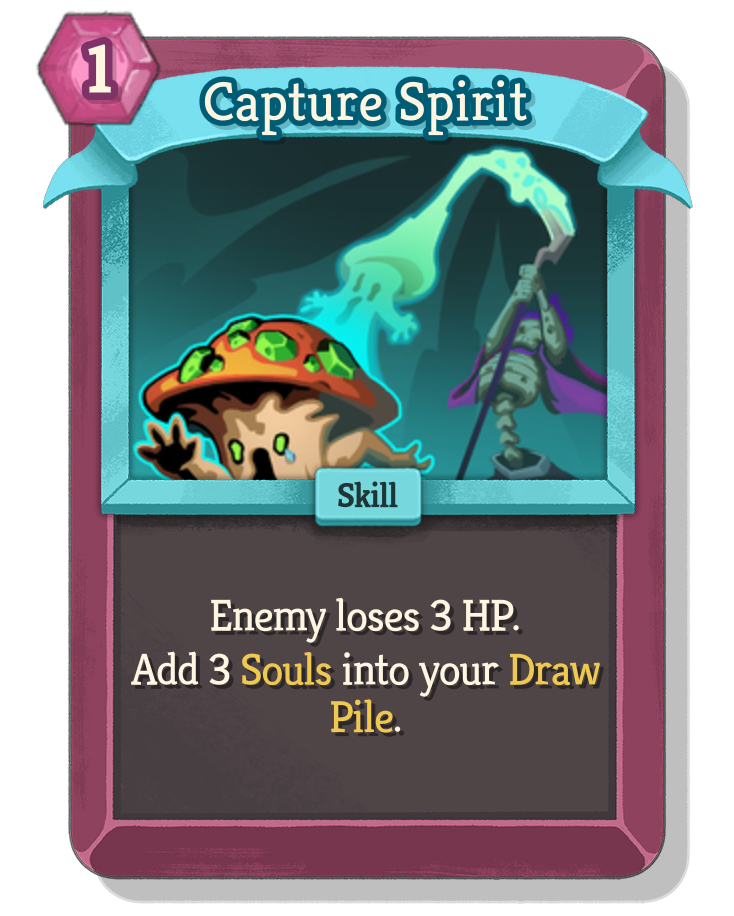 1
Capture Spirit
Skill
Enemy loses 3 HP.
Add 3 Souls into your Draw
Pile.